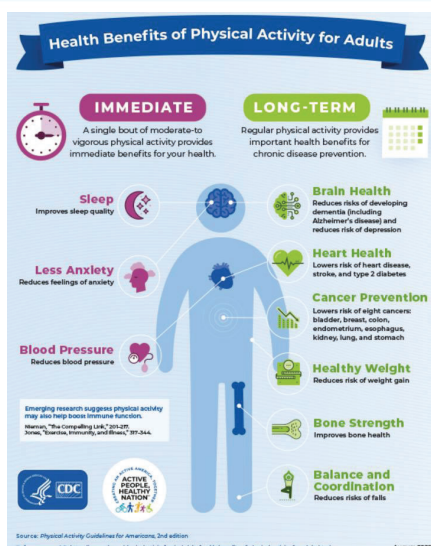 Health Benefits of Physical Activity for Adults
IMMEDIATE
A single bout of moderate-to
vigorous physical activity provides
immediate benefits for your health.
LONG-TERM
Regular physical activity provides
important health benefits for
chronic disease prevention.
Sleep
Improves sleep quality
Less Anxiety
Reduces feelings of anxiety
Blood Pressure
Reduces blood pressure
Brain Health
Reduces risks of developing
dementia (including
Alzheimer's disease) and
reduces risk of depression
Heart Health
Lowers risk of heart disease,
stroke, and type 2 diabetes
Cancer Prevention
Lowers risk of eight cancers:
bladder, breast, colon,
endometrium, esophagus,
kidney, lung, and stomach
Healthy Weight
Reduces risk of weight gain
Bone Strength
Improves bone health
Balance and
Coordination
Reduces risks of falls
Emerging research suggests physical activity
may also help boost immune function.
Nieman, "The Compelling Link," 201-217.
Jones, "Exercise, Immunity, and Illness," 317-344.
CDC
ACTIVE
PEOPLE,
HEALTHY
NATION
Source: Physical Activity Guidelines for Americans, 2nd edition